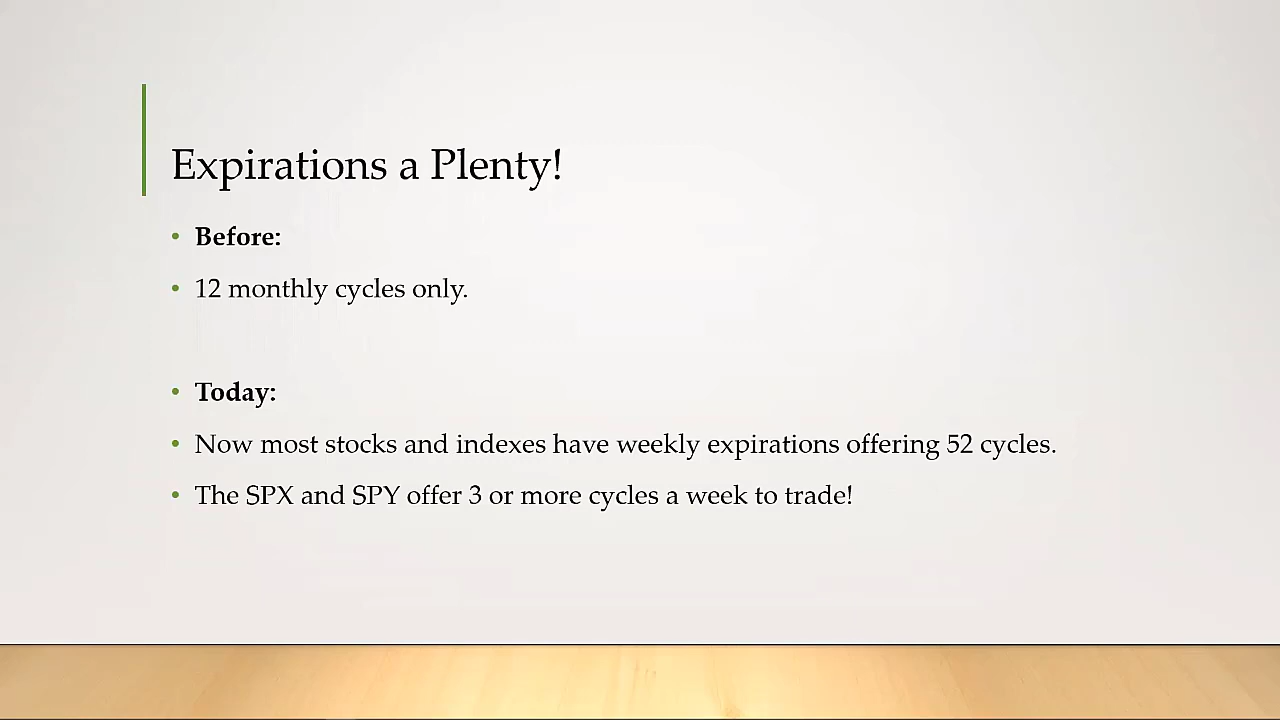 Expirations a Plenty!
• Before:
• 12 monthly cycles only.
• Today:
• Now most stocks and indexes have weekly expirations offering 52 cycles.
• The SPX and SPY offer 3 or more cycles a week to trade!